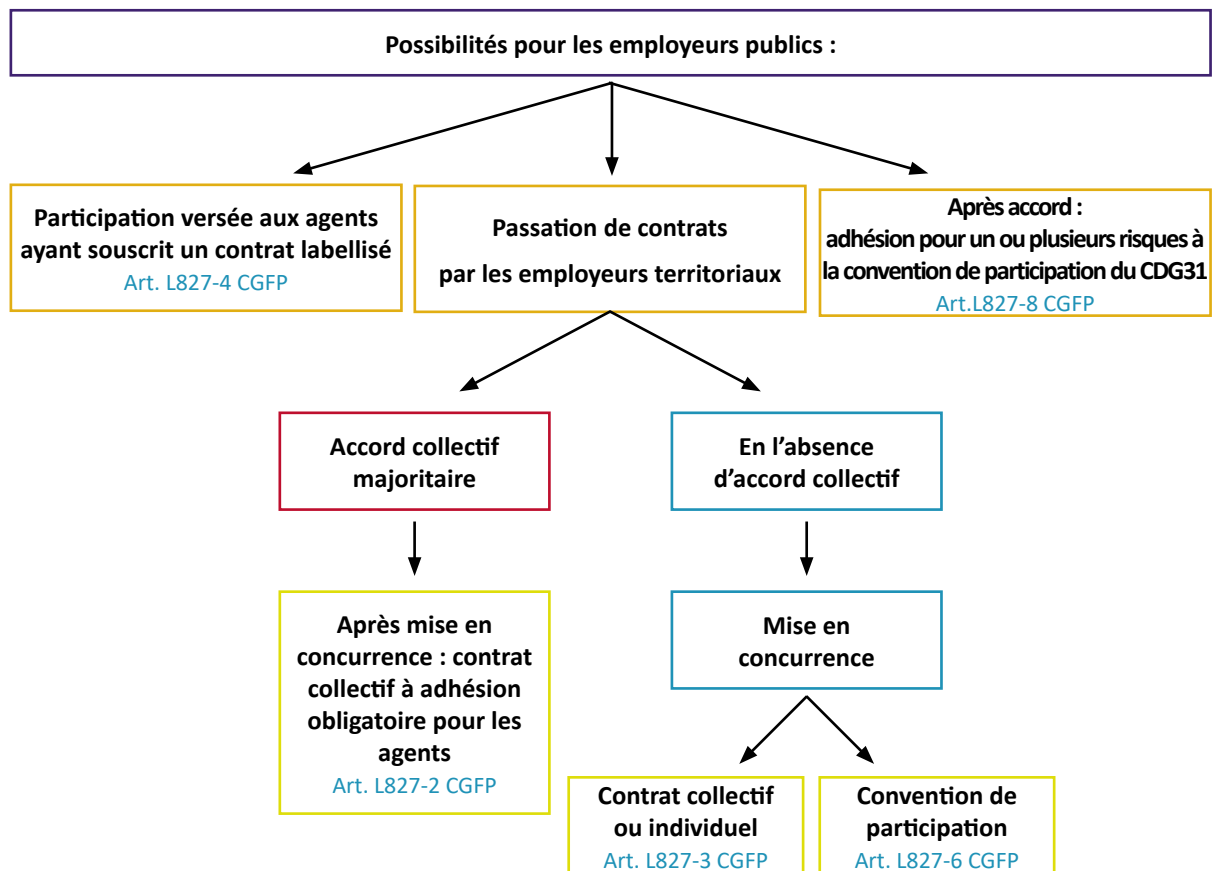 Possibilités pour les employeurs publics :
Participation versée aux agents
ayant souscrit un contrat labellisé
Art. L827-4 CGFP
Passation de contrats
par les employeurs territoriaux
Après accord :
adhésion pour un ou plusieurs risques à
la convention de participation du CDG31
Art.L827-8 CGFP
Accord collectif
majoritaire
En l’absence
d’accord collectif
Après mise en
concurrence : contrat
collectif à adhésion
obligatoire pour les
agents
Art. L827-2 CGFP
Mise en
concurrence
Contrat collectif
ou individuel
Art. L827-3 CGFP
Convention de
participation
Art. L827-6 CGFP